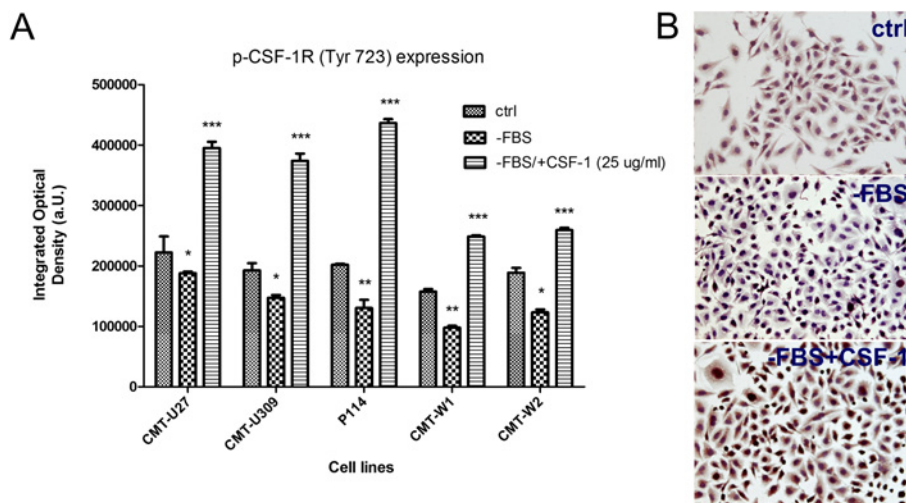 A
p-CSF-1R (Tyr 723) expression
Integrated Optical
Density (a.U.)
500000
400000
300000
200000
100000
0
ctrl
-FBS
-FBS/+CSF-1 (25 ug/ml)
*
***
*
***
**
***
**
***
*
***
CMT-U27
CMT-U309
P114
CMT-W1
CMT-W2
Cell lines
B
ctrl
-FBS
-FBS+CSF-1